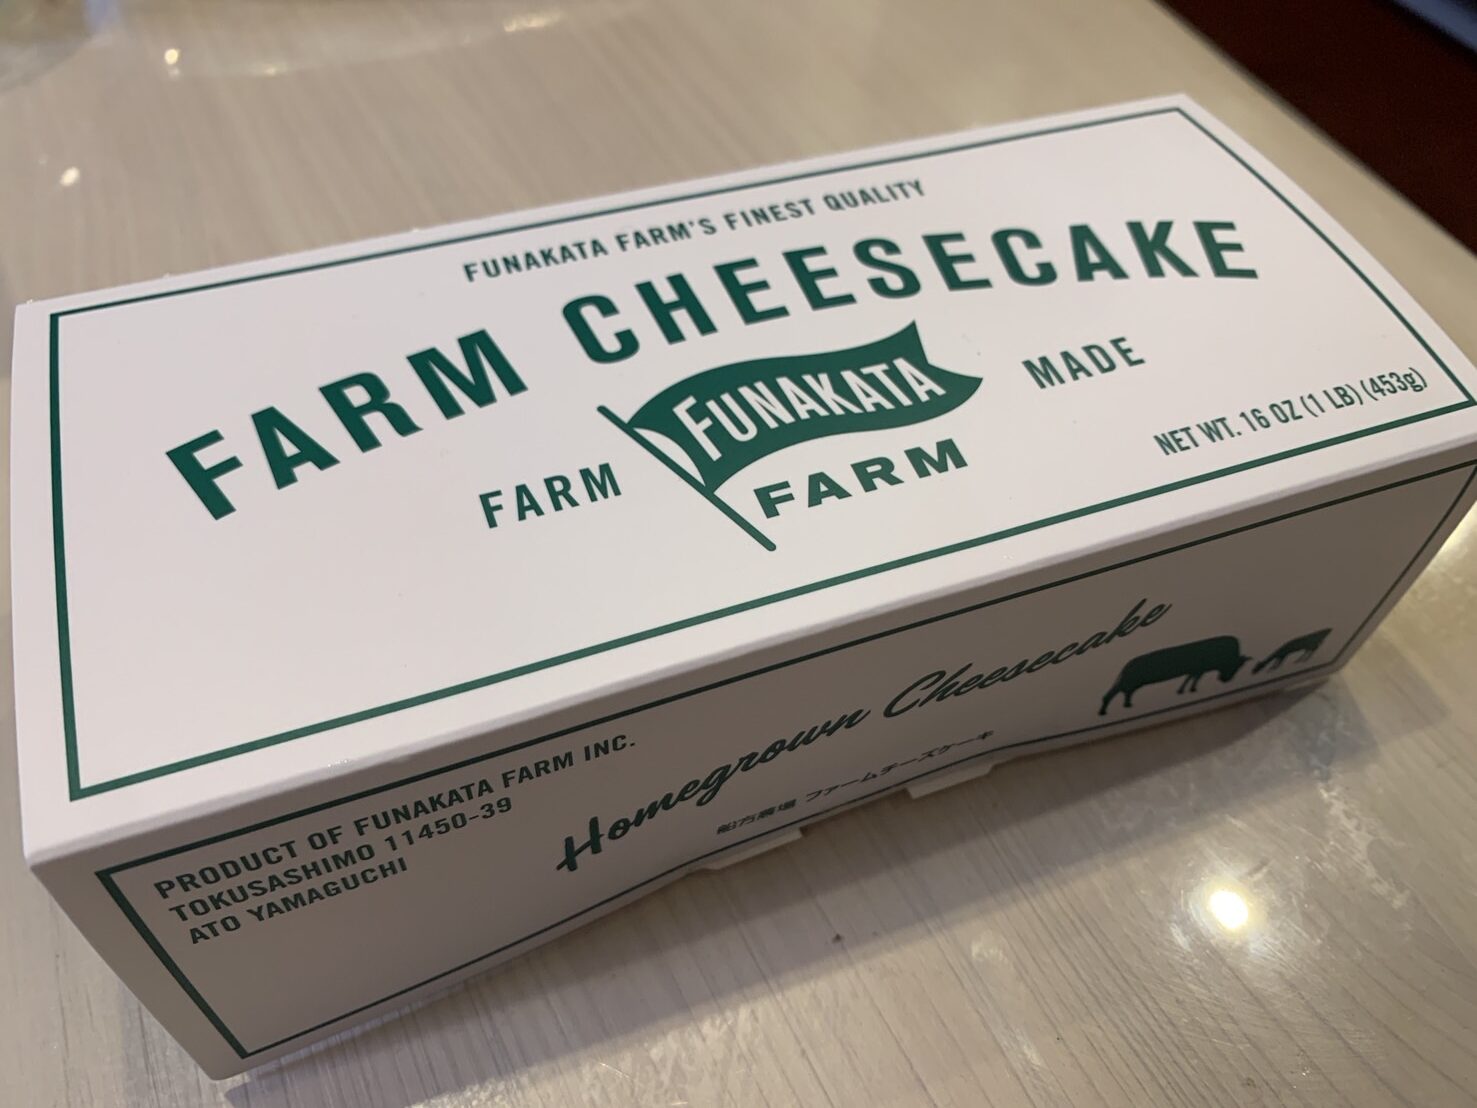 FUNAKATA FARM'S FINEST QUALITY
FARM CHEESECAKE
FARM FUNAKATA MADE
FARM
NET WT. 16 OZ (1 LB) (453g)
PRODUCT OF FUNAKATA FARM INC.
TOKUSASHIMO 11450-39
ATO YAMAGUCHI
Homegrown Cheesecake
船方農場 ファームチーズケーキ